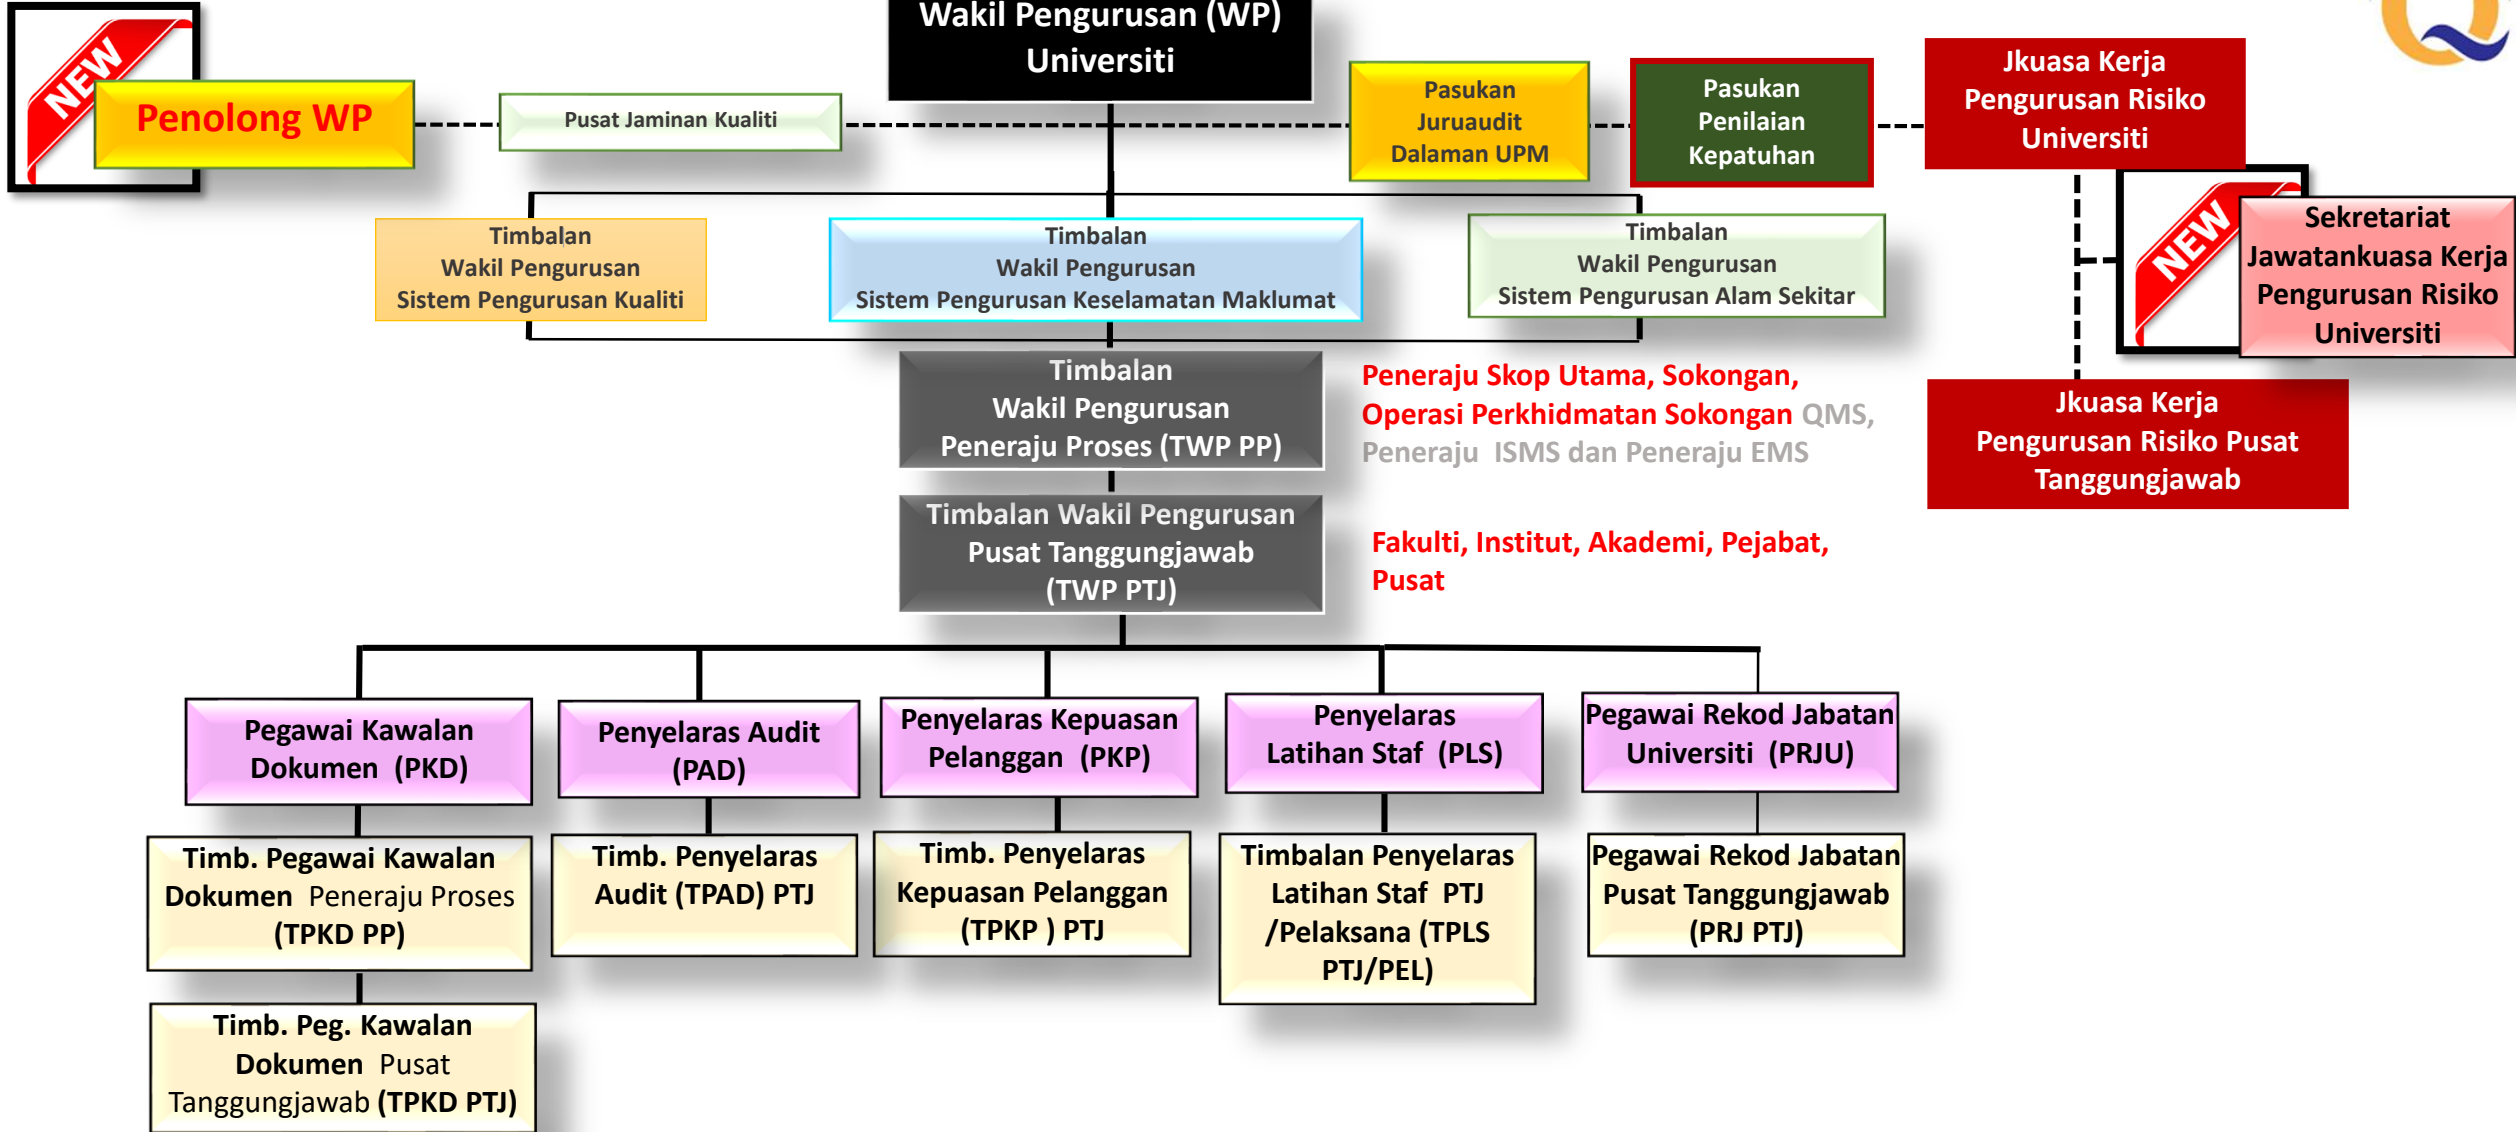 Wakil Pengurusan (WP)
Universiti
NEW
Penolong WP
Pusat Jaminan Kualiti
Pasukan
Juruaudit
Dalaman UPM
Pasukan
Penilaian
Kepatuhan
Jkuasa Kerja
Pengurusan Risiko
Universiti
NEW
Sekretariat
Jawatankuasa Kerja
Pengurusan Risiko
Universiti
Timbalan
Wakil Pengurusan
Sistem Pengurusan Kualiti
Timbalan
Wakil Pengurusan
Sistem Pengurusan Keselamatan Maklumat
Timbalan
Wakil Pengurusan
Sistem Pengurusan Alam Sekitar
Timbalan
Wakil Pengurusan
Peneraju Proses (TWP PP)
Peneraju Skop Utama, Sokongan,
Operasi Perkhidmatan Sokongan QMS,
Peneraju ISMS dan Peneraju EMS
Jkuasa Kerja
Pengurusan Risiko Pusat
Tanggungjawab
Timbalan Wakil Pengurusan
Pusat Tanggungjawab
(TWP PTJ)
Fakulti, Institut, Akademi, Pejabat,
Pusat
Pegawai Kawalan
Dokumen (PKD)
Penyelaras Audit
(PAD)
Penyelaras Kepuasan
Pelanggan (PKP)
Penyelaras
Latihan Staf (PLS)
Pegawai Rekod Jabatan
Universiti (PRJU)
Timb. Pegawai Kawalan
Dokumen Peneraju Proses
(TPKD PP)
Timb. Penyelaras
Audit (TPAD) PTJ
Timb. Penyelaras
Kepuasan Pelanggan
(TPKP ) PTJ
Timbalan Penyelaras
Latihan Staf PTJ
/Pelaksana (TPLS
PTJ/PEL)
Pegawai Rekod Jabatan
Pusat Tanggungjawab
(PRJ PTJ)
Timb. Peg. Kawalan
Dokumen Pusat
Tanggungjawab (TPKD PTJ)